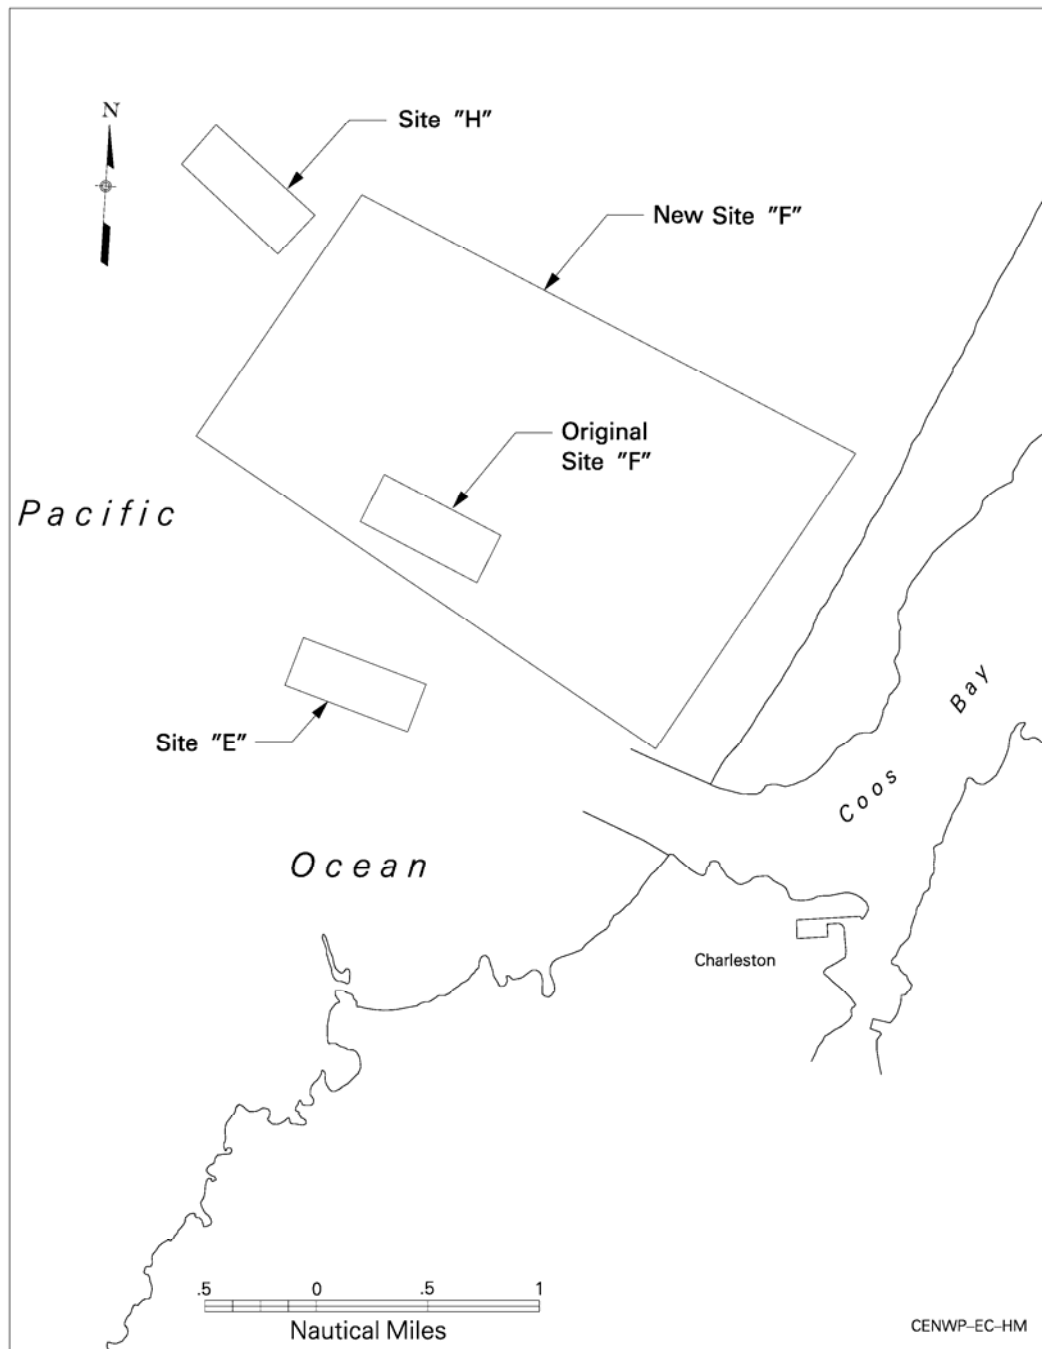 N
Site "H"
New Site "F"
Original
Site "F"
Pacific
Bay
Site "E"
Coos
Ocean
Charleston
.5 0 .5 1
Nautical Miles
CENWP-EC-HM